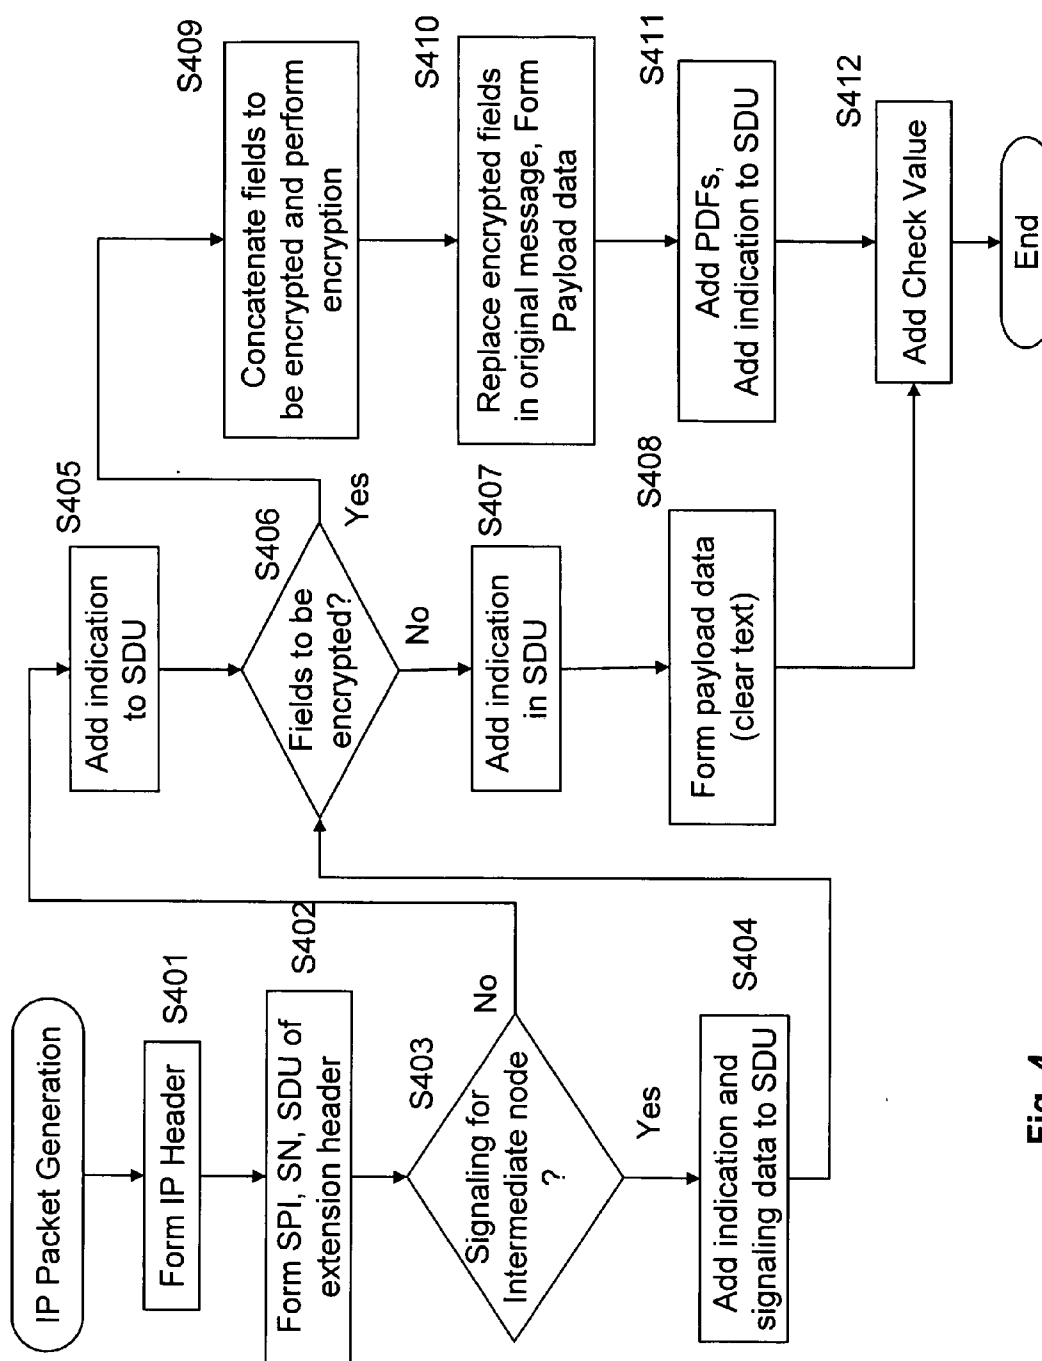 IP Packet Generation
S401
Form IP Header
S402
Form SPI, SN, SDU of
extension header
S403
Signaling for
Intermediate node
?
No
Yes
S404
Add indication and
signaling data to SDU
S405
Add indication
to SDU
S406
Fields to be
encrypted?
Yes
No
S407
Add indication
in SDU
S408
Form payload data
(clear text)
S409
Concatenate fields to
be encrypted and perform
encryption
S410
Replace encrypted fields
in original message, Form
Payload data
S411
Add PDFs,
Add indication to SDU
S412
Add Check Value
End
Fig. 4